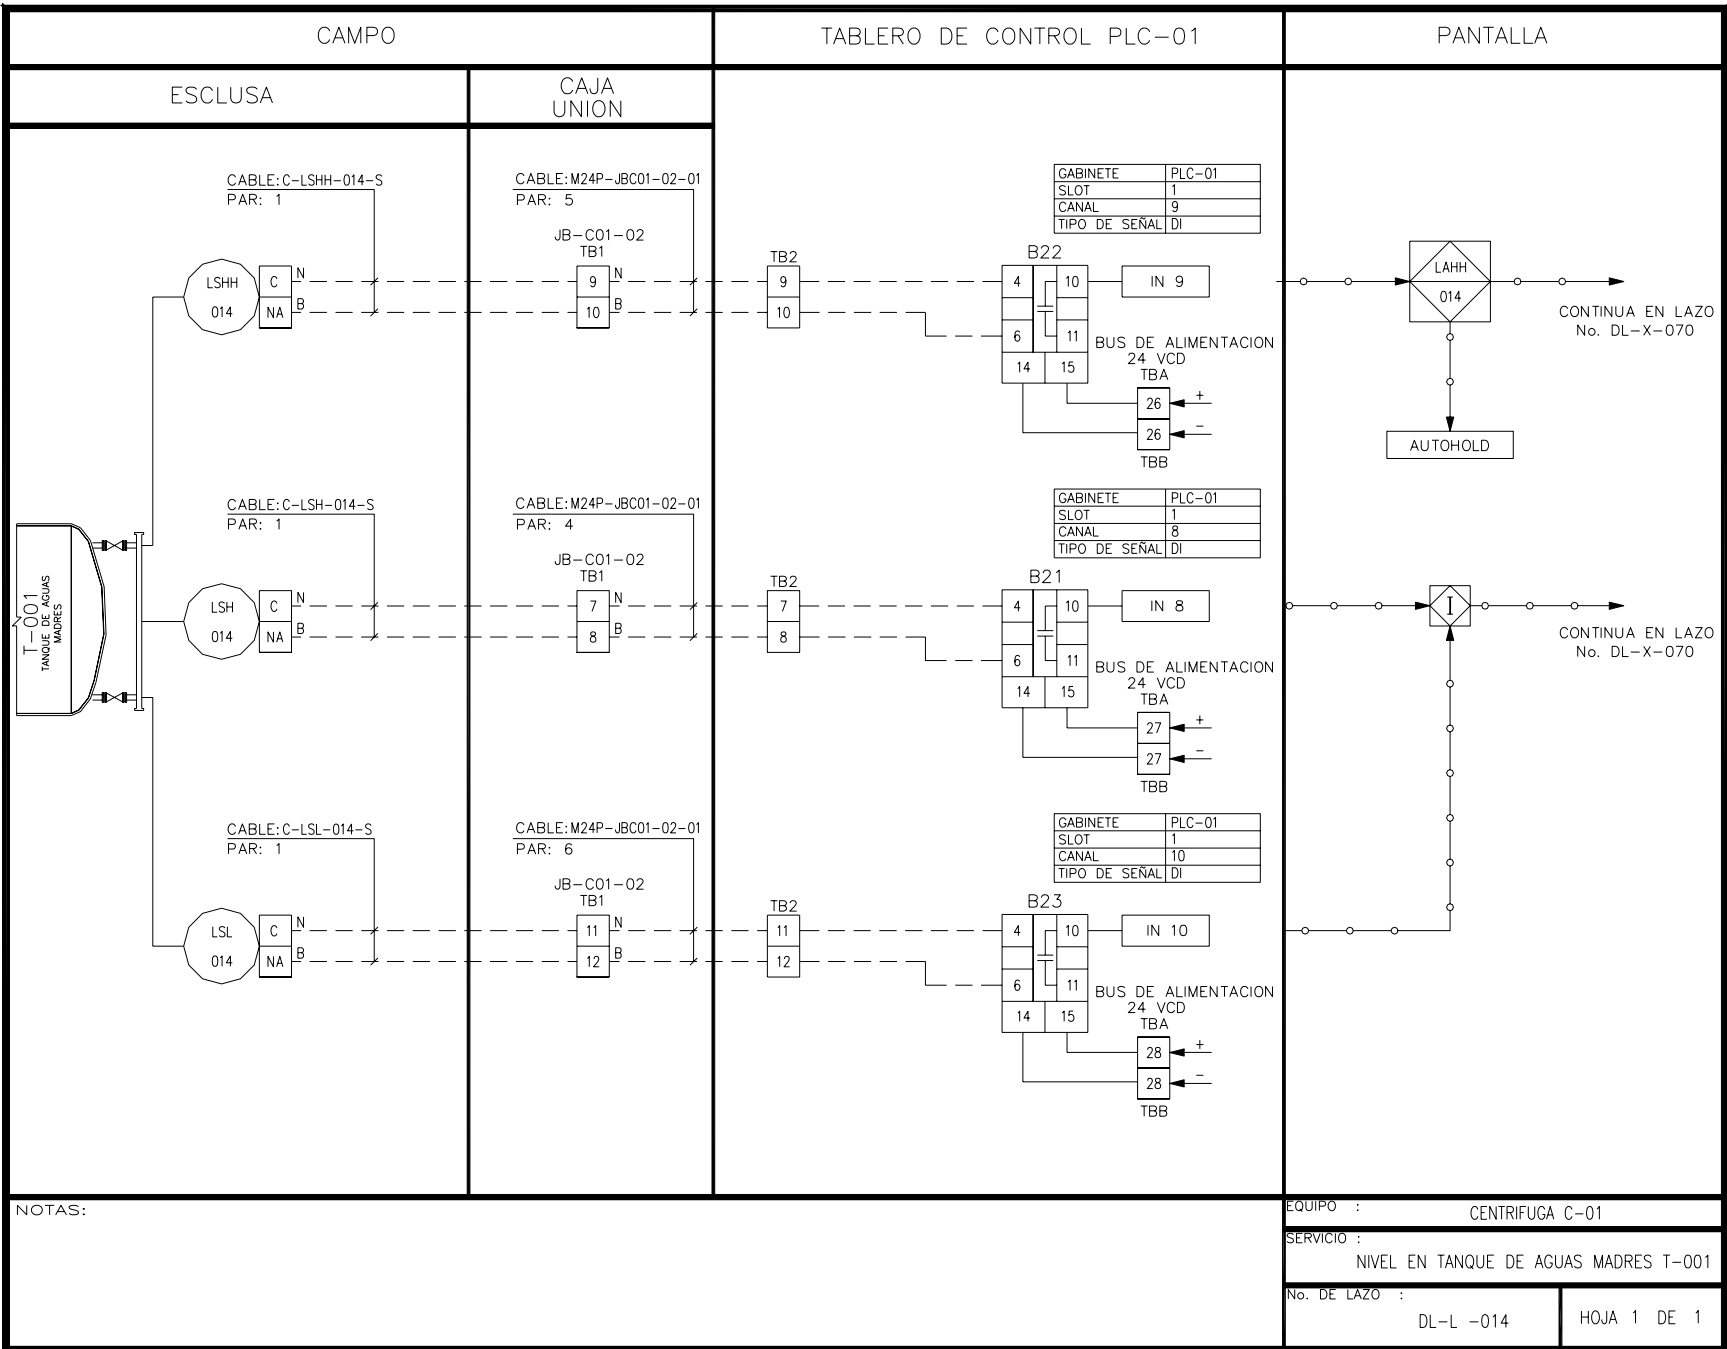 CAMPO
TABLERO DE CONTROL PLC-01
PANTALLA
ESCLUSA
CAJA
UNION
CABLE: C-LSHH-014-S
PAR: 1
CABLE: M24P-JBC01-02-01
PAR: 5
GABINETE PLC-01
SLOT 1
CANAL 9
TIPO DE SEÑAL DI
JB-C01-02
TB1
TB2
B22
LSHH
014
C N
NA B
9 N
10 B
9
10
4 10
6 11
14 15
IN 9
BUS DE ALIMENTACION
24 VCD
TBA
26 +
26 -
TBB
LAHH
014
CONTINUA EN LAZO
No. DL-X-070
AUTOHOLD
CABLE: C-LSH-014-S
PAR: 1
CABLE: M24P-JBC01-02-01
PAR: 4
GABINETE PLC-01
SLOT 1
CANAL 8
TIPO DE SEÑAL DI
JB-C01-02
TB1
TB2
B21
T-001
TANQUE DE AGUAS
MADRES
N
LSH
014
C N
NA B
7 N
8 B
7
8
4 10
6 11
14 15
IN 8
BUS DE ALIMENTACION
24 VCD
TBA
27 +
27 -
TBB
I
CONTINUA EN LAZO
No. DL-X-070
CABLE: C-LSL-014-S
PAR: 1
CABLE: M24P-JBC01-02-01
PAR: 6
GABINETE PLC-01
SLOT 1
CANAL 10
TIPO DE SEÑAL DI
JB-C01-02
TB1
TB2
B23
LSL
014
C N
NA B
11 N
12 B
11
12
4 10
6 11
14 15
IN 10
BUS DE ALIMENTACION
24 VCD
TBA
28 +
28 -
TBB
NOTAS:
EQUIPO :
CENTRIFUGA C-01
SERVICIO :
NIVEL EN TANQUE DE AGUAS MADRES T-001
No. DE LAZO :
DL-L -014
HOJA 1 DE 1